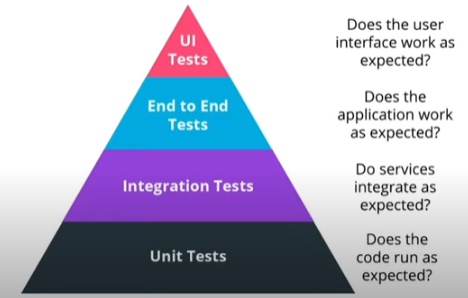 UI
Tests
Does the user
interface work as
expected?
End to End
Tests
Does the
application work
as expected?
Integration Tests
Do services
integrate as
expected?
Unit Tests
Does the
code run as
expected?